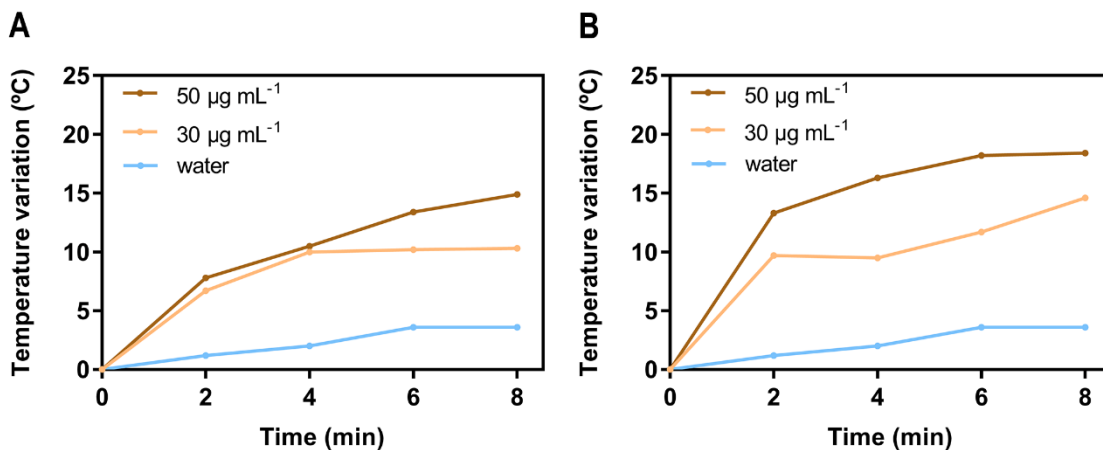 A
Temperature variation (ºC)
25
20
15
10
5
0
50 µg mL⁻¹
30 µg mL⁻¹
water
0 2 4 6 8
Time (min)
B
Temperature variation (ºC)
25
20
15
10
5
0
50 µg mL⁻¹
30 µg mL⁻¹
water
0 2 4 6 8
Time (min)